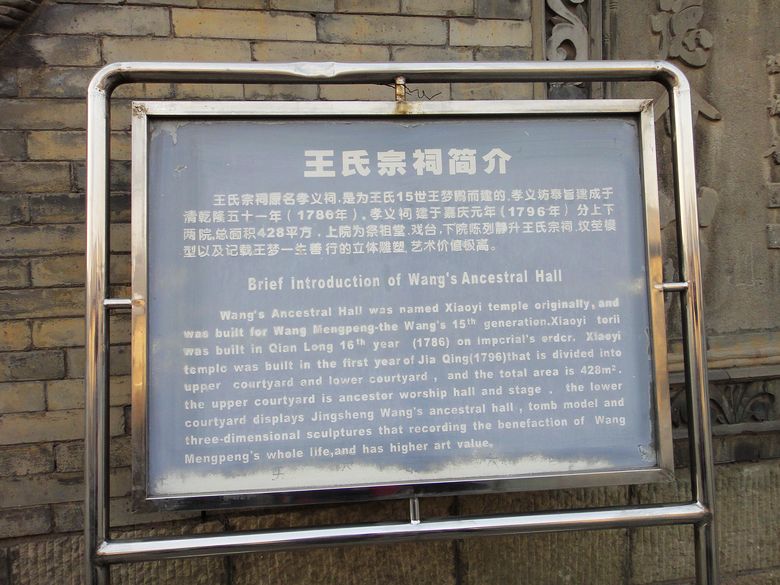 王氏宗祠简介
王氏宗祠原名孝义祠，是为王氏15世王梦鹏而建的，孝义坊奉旨建成于
清乾隆五十一年（1786年），孝义祠建于嘉庆元年（1796年）分上下
两院，总面积428平方，上院为祭祖堂、戏台，下院陈列静升王氏宗祠、坟茔模
型以及记载王梦一生善行的立体雕塑，艺术价值极高。
Brief Introduction of Wang's Ancestral Hall
Wang's Ancestral Hall was named Xiaoyi temple originally, and
was built for Wang Mengpeng-the Wang's 15th generation.Xiaoyi torii
was built in Qian Long 16th year (1786) on imperial's order. Xiaoyi
temple was built in the first year of Jia Qing(1796)that is divided into
upper courtyard and lower courtyard , and the total area is 428m².
the upper courtyard is ancestor worship hall and stage . the lower
courtyard displays Jingsheng Wang's ancestral hall , tomb model and
three-dimensional sculptures that recording the benefaction of Wang
Mengpeng's whole life,and has higher art value.